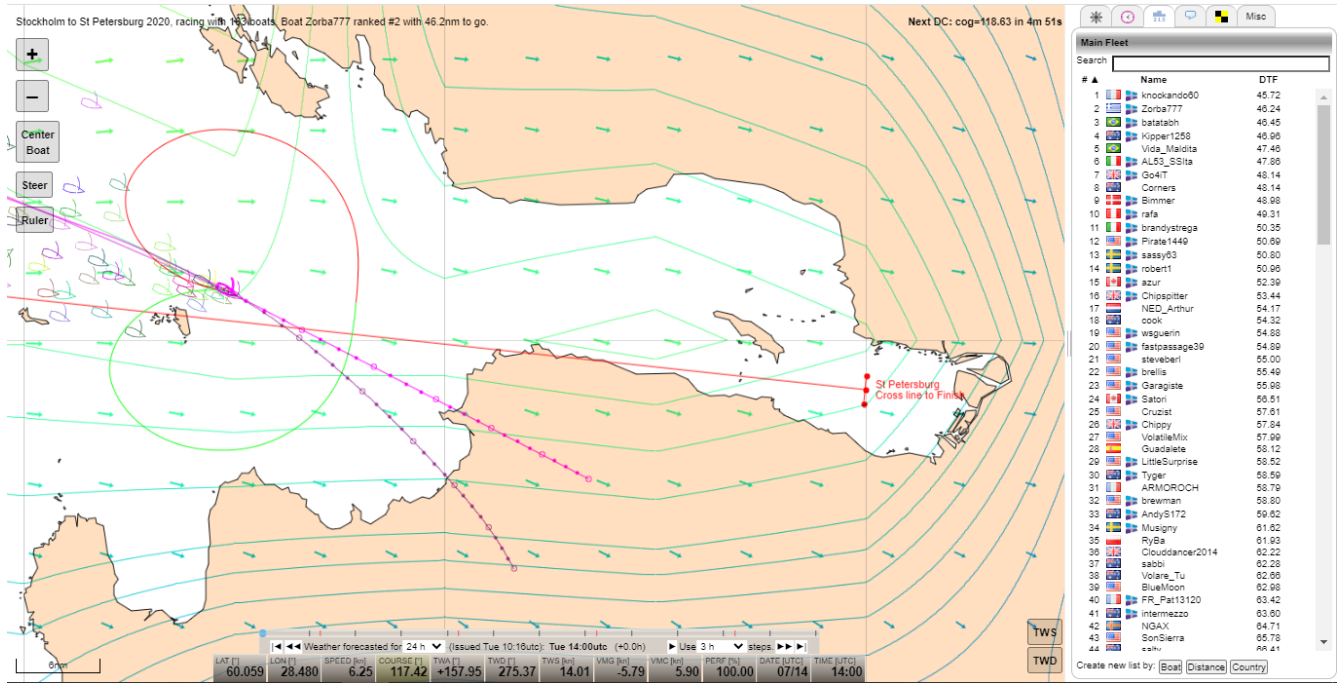 Stockholm to St Petersburg 2020, racing with 163 boats. Boat Zorba777 ranked #2 with 46.2nm to go.
Next DC: cog=118.63 in 4m 51s
+
−
Center
Boat
Steer
Ruler
St Petersburg
Cross line to Finish
TWS
TWD
6nm
Weather forecasted for 24 h (Issued Tue 10:16utc): Tue 14:00utc (+0.0h) Use 3 h steps.
LAT [°] LON [°] SPEED [kn] COURSE [°] TWA [°] TWD [°] TWS [kn] VMG [kn] VMC [kn] PERF [%] DATE [UTC] TIME [UTC]
60.059 28.480 6.25 117.42 +157.95 275.37 14.01 -5.79 5.90 100.00 07/14 14:00
Misc
Main Fleet
Search
# ▲ Name DTF
1 knockando60 45.72
2 Zorba777 46.24
3 batatabh 46.45
4 Kipper1258 46.96
5 Vida_Maldita 47.46
6 AL53_SSIta 47.86
7 Go4iT 48.14
8 Corners 48.14
9 Bimmer 48.98
10 rafa 49.31
11 brandystrega 50.35
12 Pirate1449 50.69
13 sassy63 50.80
14 robert1 50.96
15 azur 52.39
16 Chipspitter 53.44
17 NED_Arthur 54.17
18 cook 54.32
19 wsguerin 54.88
20 fastpassage39 54.89
21 steveberl 55.00
22 brellis 55.49
23 Garagiste 55.98
24 Satori 56.51
25 Cruzist 57.61
26 Chippy 57.84
27 VolatileMix 57.99
28 Guadalete 58.12
29 LittleSurprise 58.52
30 Tyger 58.59
31 ARMOROCH 58.79
32 brewman 58.80
33 AndyS172 59.62
34 Musigny 61.62
35 RyBa 61.93
36 Clouddancer2014 62.22
37 sabbi 62.28
38 Volare_Tu 62.66
39 BlueMoon 62.98
40 FR_Pat13120 63.42
41 intermezzo 63.60
42 NGAX 64.71
43 SonSierra 65.78
44 salty 66.41
Create new list by: Boat Distance Country